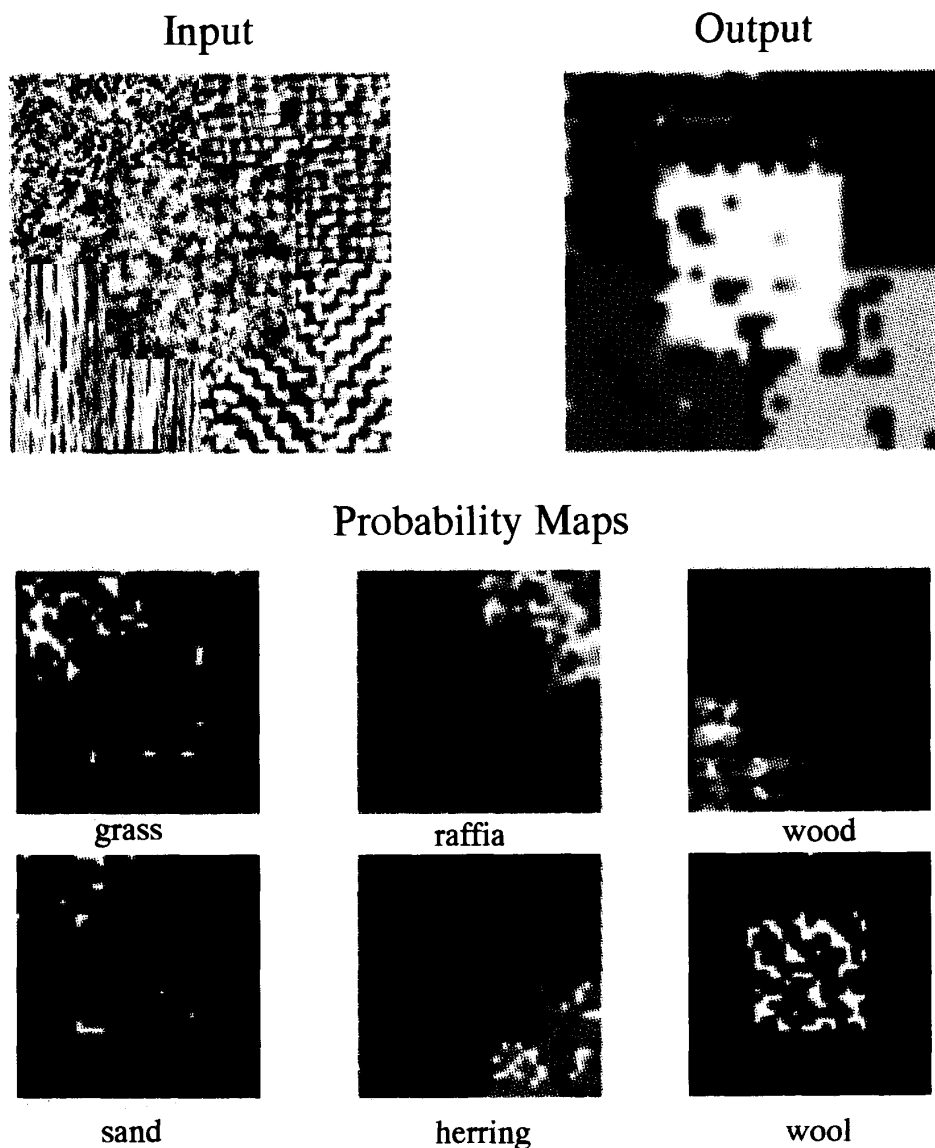 Input Output
Probability Maps
grass raffia wood
sand herring wool